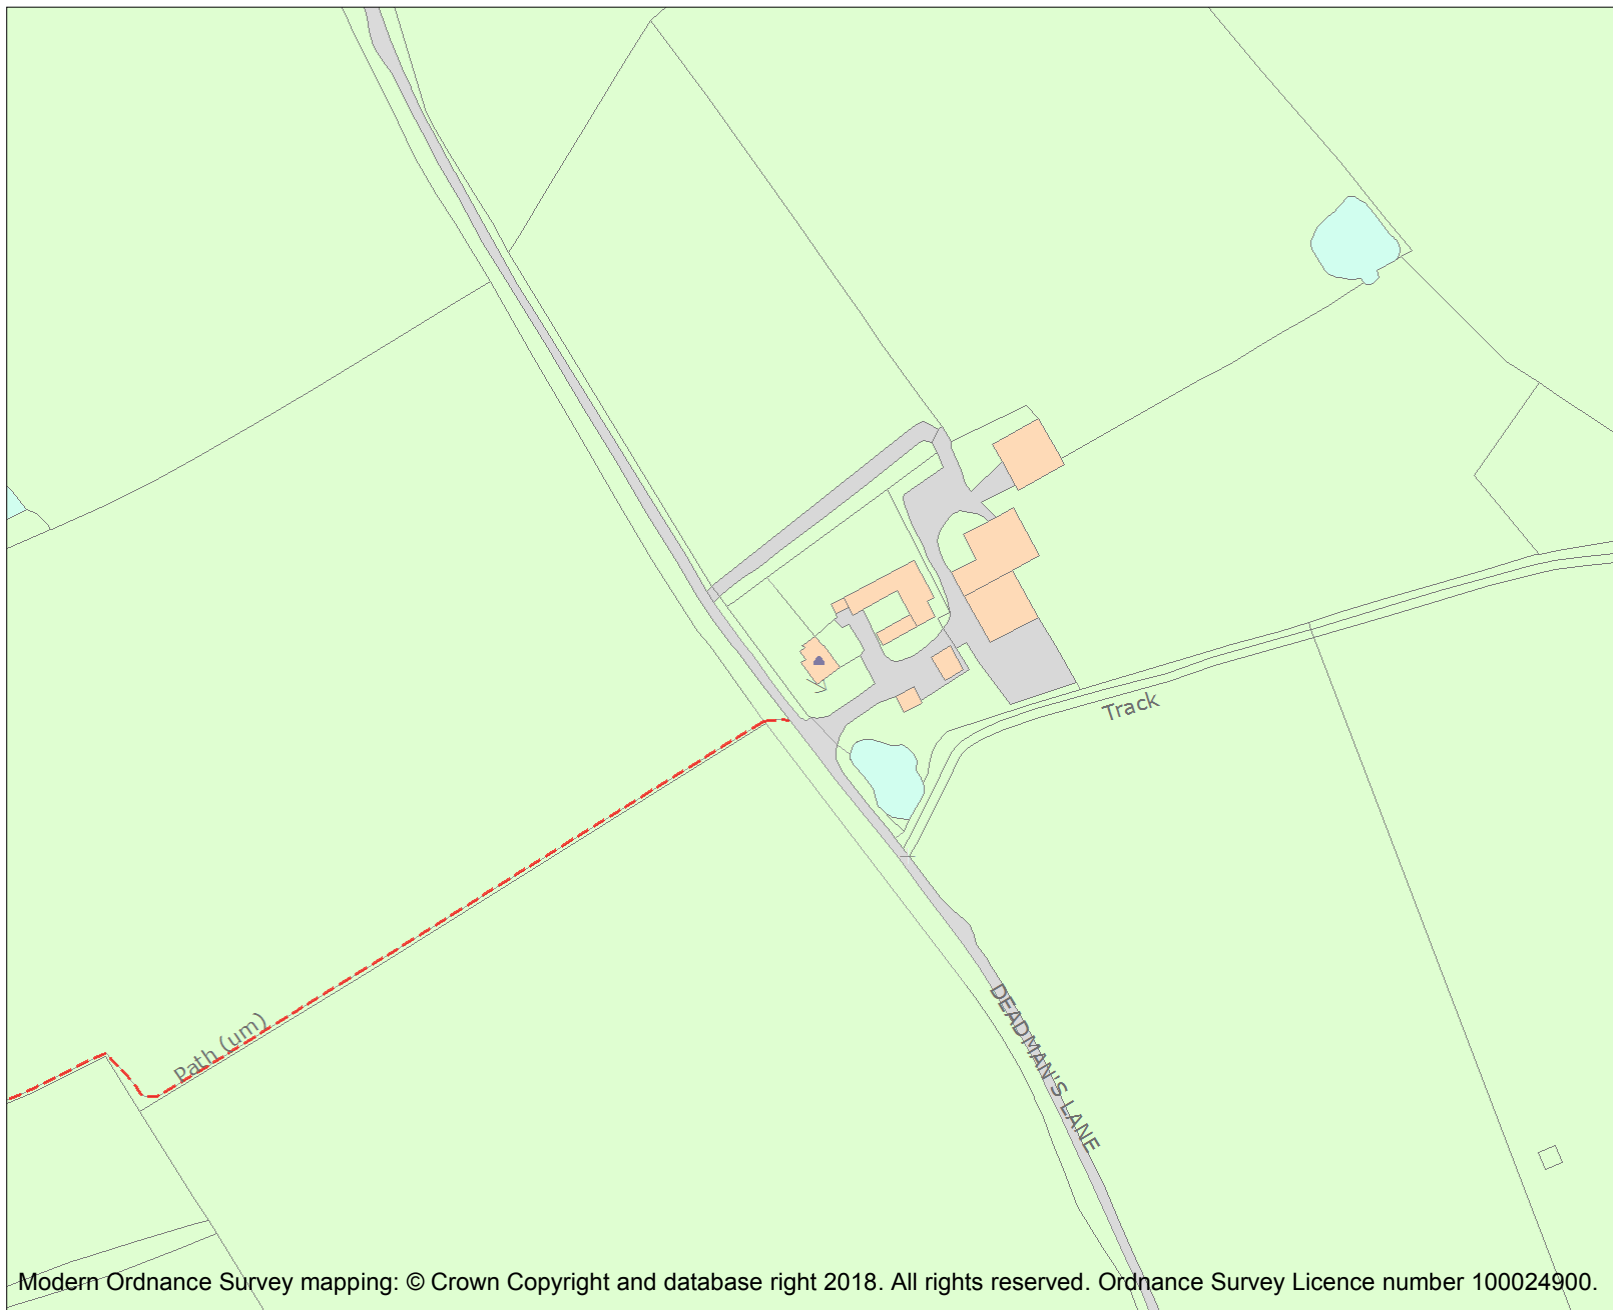 Track
DEADMAN'S LANE
Path (um)
Modern Ordnance Survey mapping: © Crown Copyright and database right 2018. All rights reserved. Ordnance Survey Licence number 100024900.